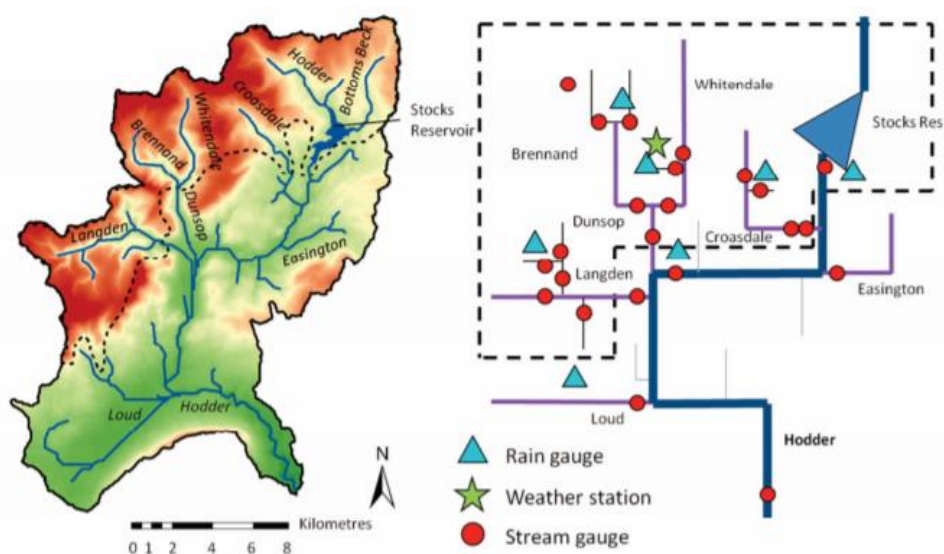 Hodder
Bottoms Beck
Croasdale
Whitendale
Brennand
Stocks
Reservoir
Dunsop
Langden
Easington
Loud
Hodder
N
Kilometres
0 1 2 4 6 8
Whitendale
Stocks Res
Brennand
Dunsop
Croasdale
Langden
Easington
Loud
Hodder
Rain gauge
Weather station
Stream gauge